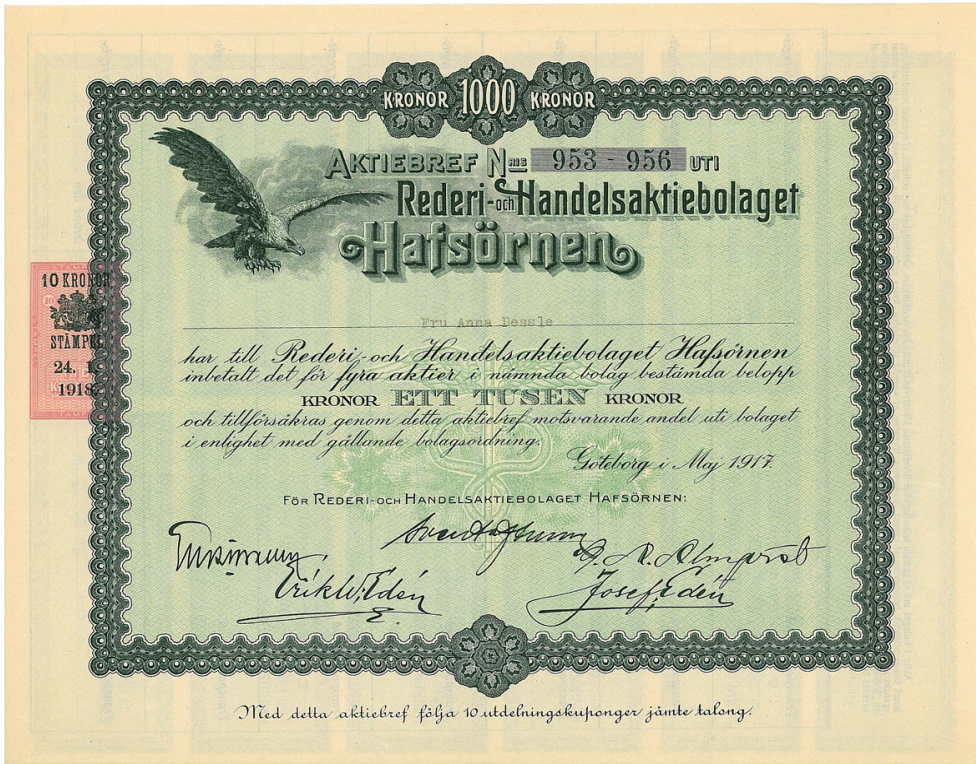 KRONOR 1000 KRONOR
AKTIEBREF NRIS 953 - 956 UTI
Rederi-och Handelsaktiebolaget
Hafsörnen
Fru Anna Dessle
har till Rederi-och Handelsaktiebolaget Hafsörnen
inbetalt det för fyra aktier i nämnda bolag bestämda belopp
KRONOR ETT TUSEN KRONOR
och tillförsäkras genom detta aktiebref motsvarande andel uti bolaget
i enlighet med gällande bolagsordning.
Göteborg i Maj 1917.
FÖR REDERI-OCH HANDELSAKTIEBOLAGET HAFSÖRNEN:
Erik W. Edén
Josef Edén
10 KRONOR
STÄMPEL
24. 1.
1918
Med detta aktiebref följa 10 utdelningskuponger jämte talong.